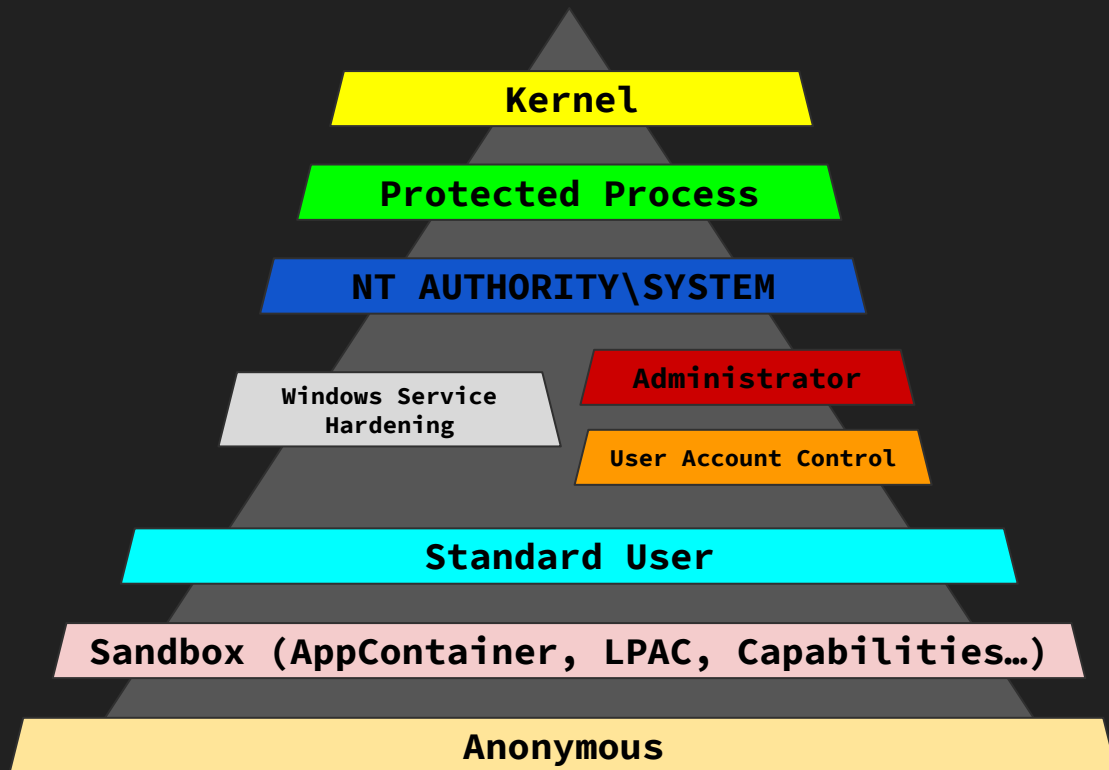 Kernel
Protected Process
NT AUTHORITY\SYSTEM
Windows Service
Hardening
Administrator
User Account Control
Standard User
Sandbox (AppContainer, LPAC, Capabilities…)
Anonymous